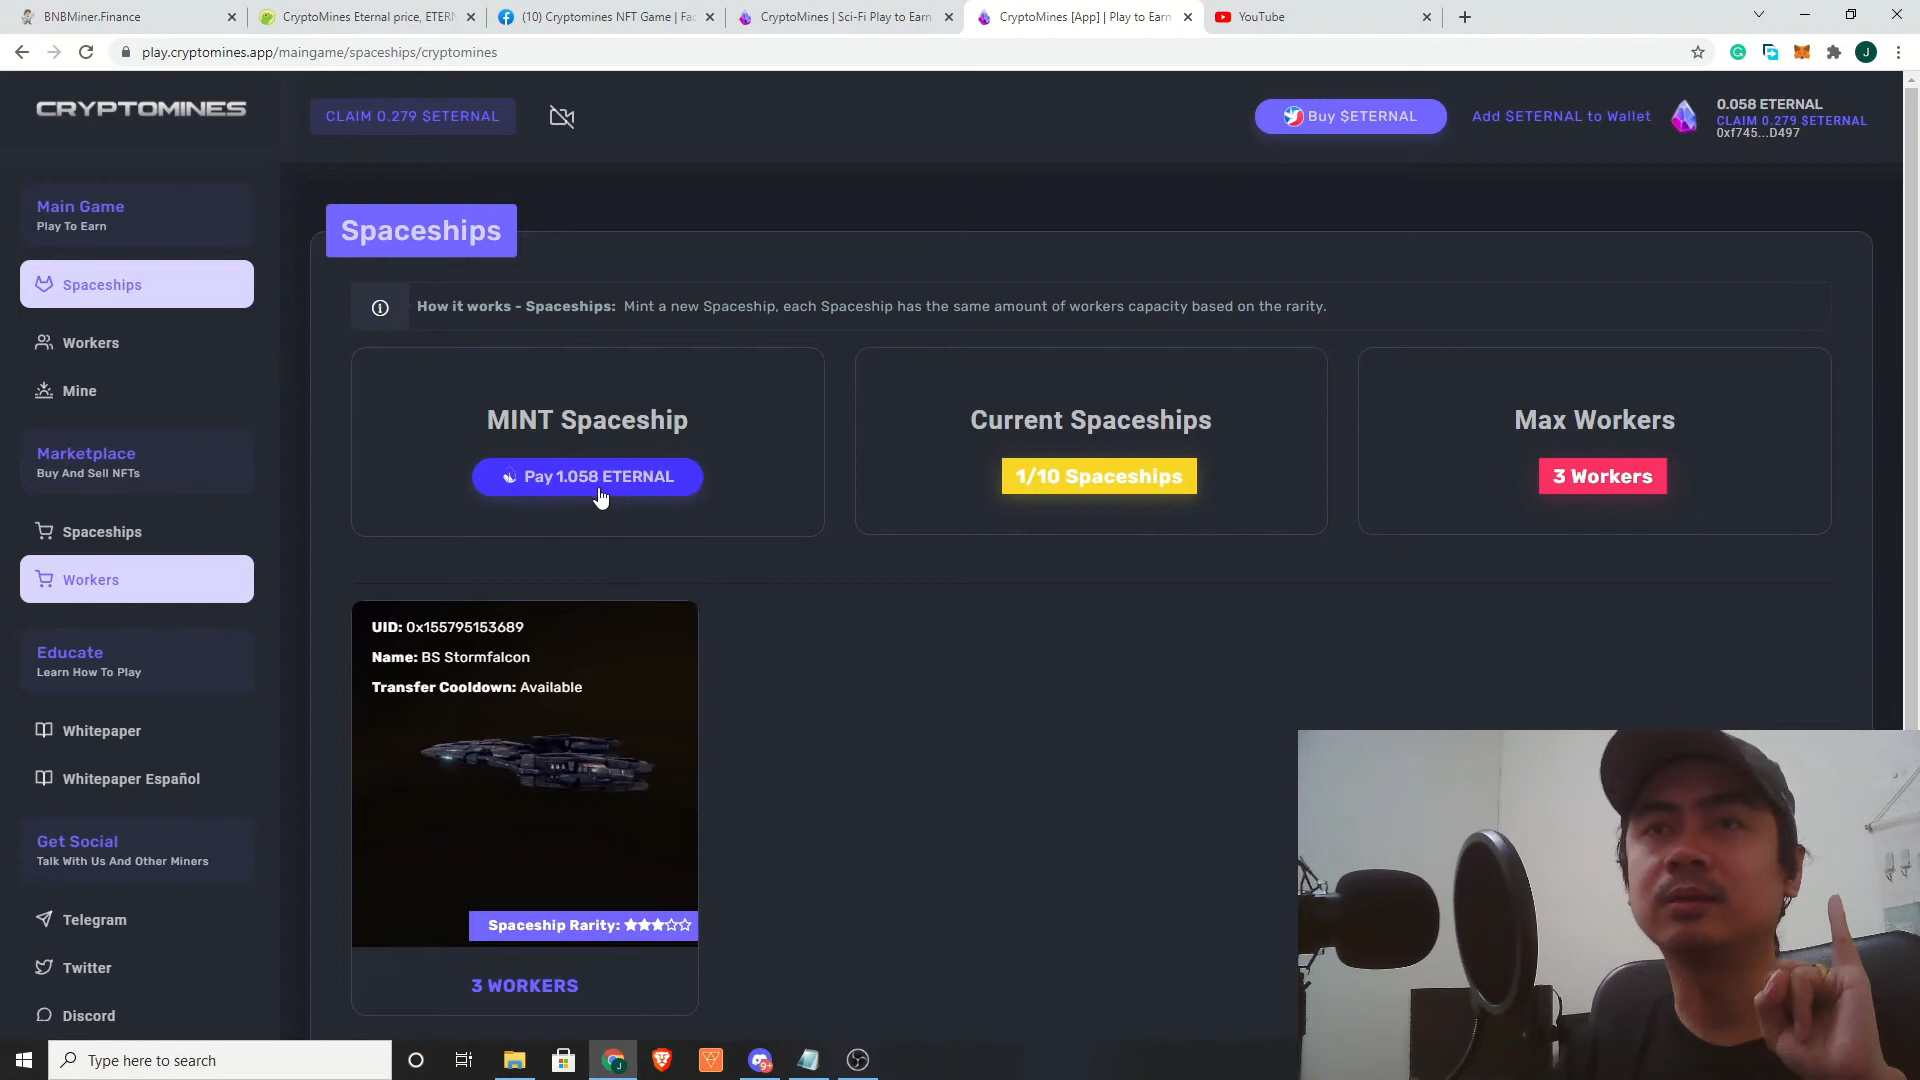 BNBMiner.Finance
CryptoMines Eternal price, ETERN
(10) Cryptomines NFT Game | Fac
CryptoMines | Sci-Fi Play to Earn
CryptoMines [App] | Play to Earn
YouTube
play.cryptomines.app/maingame/spaceships/cryptomines
J
CRYPTOMINES
CLAIM 0.279 $ETERNAL
Buy $ETERNAL
Add $ETERNAL to Wallet
0.058 ETERNAL
CLAIM 0.279 $ETERNAL
0xf745...D497
Main Game
Play To Earn
Spaceships
Workers
Mine
Marketplace
Buy And Sell NFTs
Spaceships
Workers
Educate
Learn How To Play
Whitepaper
Whitepaper Español
Get Social
Talk With Us And Other Miners
Telegram
Twitter
Discord
Spaceships
How it works - Spaceships: Mint a new Spaceship, each Spaceship has the same amount of workers capacity based on the rarity.
MINT Spaceship
Pay 1.058 ETERNAL
Current Spaceships
1/10 Spaceships
Max Workers
3 Workers
UID: 0x155795153689
Name: BS Stormfalcon
Transfer Cooldown: Available
Spaceship Rarity: ★★★☆☆
3 WORKERS
Type here to search
9+